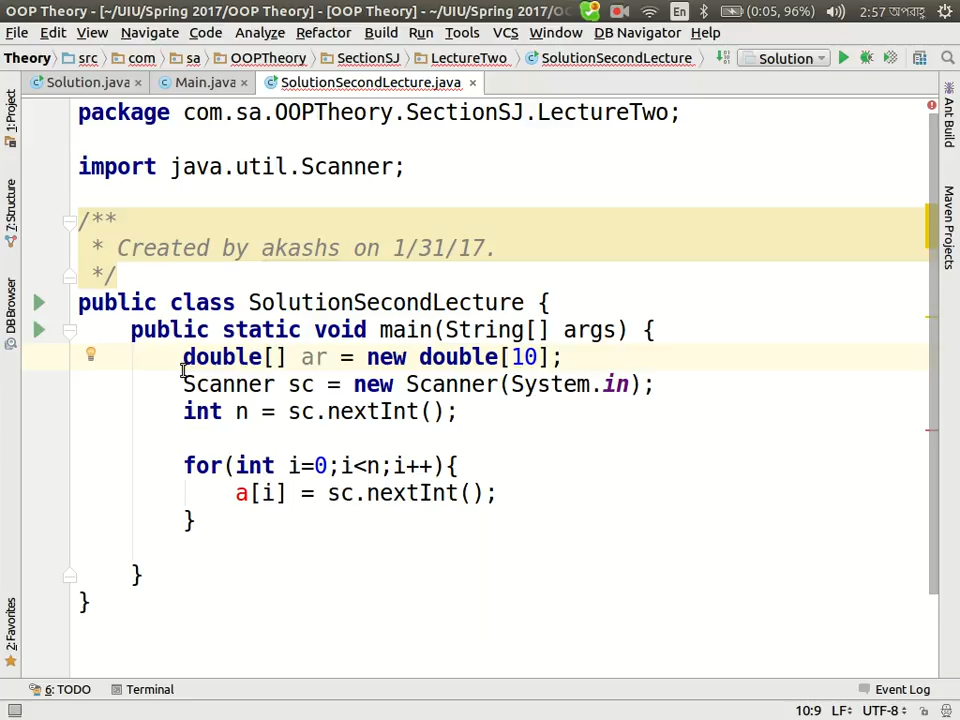 OOP Theory - [~/UIU/Spring 2017/OOP Theory] - [OOP Theory] - ~/UIU/Spring 2017/OC En (0:05, 96%) 2:57 অপরাহ্ণ
File Edit View Navigate Code Analyze Refactor Build Run Tools VCS Window DB Navigator Help
Theory src com sa OOPTheory SectionSJ LectureTwo SolutionSecondLecture Solution
Solution.java × Main.java × SolutionSecondLecture.java ×
package com.sa.OOPTheory.SectionSJ.LectureTwo;
import java.util.Scanner;
/**
* Created by akashs on 1/31/17.
*/
public class SolutionSecondLecture {
public static void main(String[] args) {
double[] ar = new double[10];
Scanner sc = new Scanner(System.in);
int n = sc.nextInt();
for(int i=0;i<n;i++){
a[i] = sc.nextInt();
}
}
}
1: Project
7: Structure
DB Browser
2: Favorites
Ant Build
Maven Projects
6: TODO Terminal Event Log
10:9 LF UTF-8